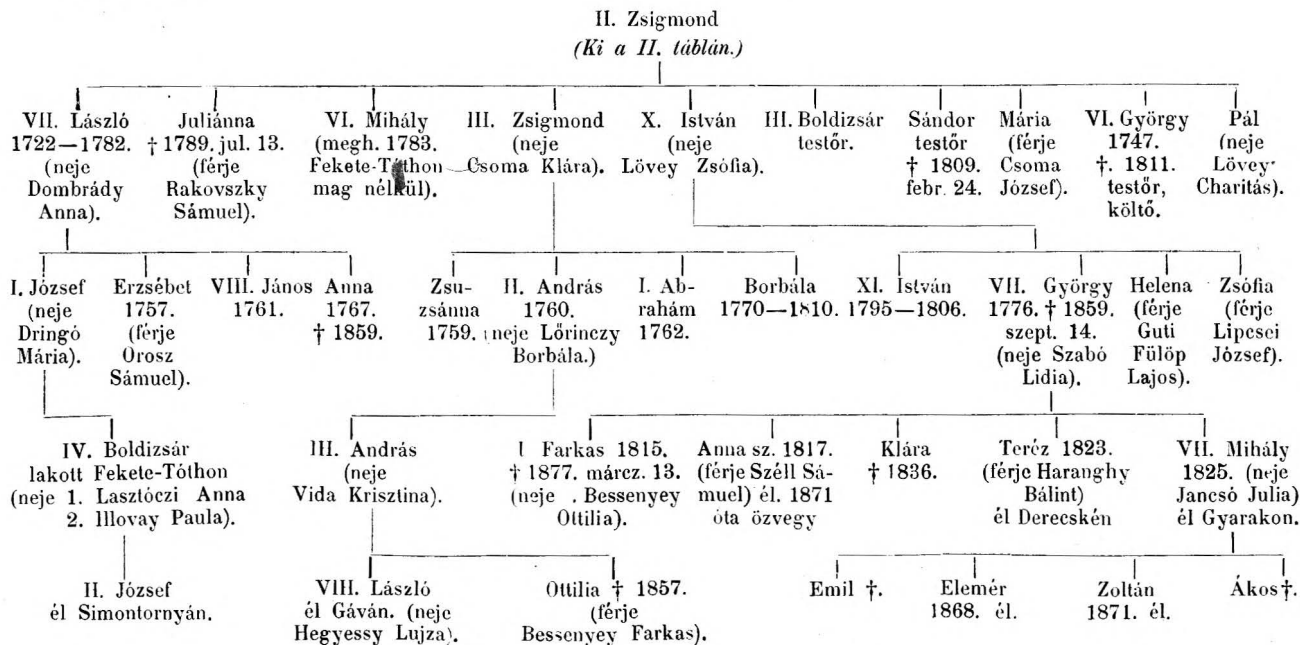 II. Zsigmond
(Ki a II. táblán.)
VII. László
1722—1782.
(neje
Dombrády
Anna).
Juliánna
† 1789. jul. 13.
(férje
Rakovszky
Sámuel).
VI. Mihály
(megh. 1783.
Fekete-Tóthon
mag nélkül).
III. Zsigmond
(neje
Csoma Klára).
X. István
(neje
Lövey Zsófia).
III. Boldizsár
testőr.
Sándor
testőr
† 1809.
febr. 24.
Mária
(férje
Csoma
József).
VI. György
1747.
†. 1811.
testőr,
költő.
Pál
(neje
Lövey
Charitás).
I. József
(neje
Dringó
Mária).
Erzsébet
1757.
(férje
Orosz
Sámuel).
VIII. János
1761.
Anna
1767.
† 1859.
Zsu-
zsánna
1759.
II. András
1760.
(neje Lőrinczy
Borbála.)
I. Ab-
rahám
1762.
Borbála
1770—1810.
XI. István
1795—1806.
VII. György
1776. † 1859.
szept. 14.
(neje Szabó
Lidia).
Helena
(férje
Guti
Fülöp
Lajos).
Zsófia
(férje
Lipcsei
József).
IV. Boldizsár
lakott Fekete-Tóthon
(neje 1. Lasztóczi Anna
2. Illovay Paula).
III. András
(neje
Vida Krisztina).
I Farkas 1815.
† 1877. márcz. 13.
(neje . Bessenyey
Ottilia).
Anna sz. 1817.
(férje Széll Sá-
muel) él. 1871
óta özvegy
Klára
† 1836.
Teréz 1823.
(férje Haranghy
Bálint)
él Derecskén
VII. Mihály
1825. (neje
Jancsó Julia)
él Gyarakon.
II. József
él Simontornyán.
VIII. László
él Gáván. (neje
Hegyessy Lujza).
Ottilia † 1857.
(férje
Bessenyey Farkas).
Emil †.
Elemér
1868. él.
Zoltán
1871. él.
Ákos †.